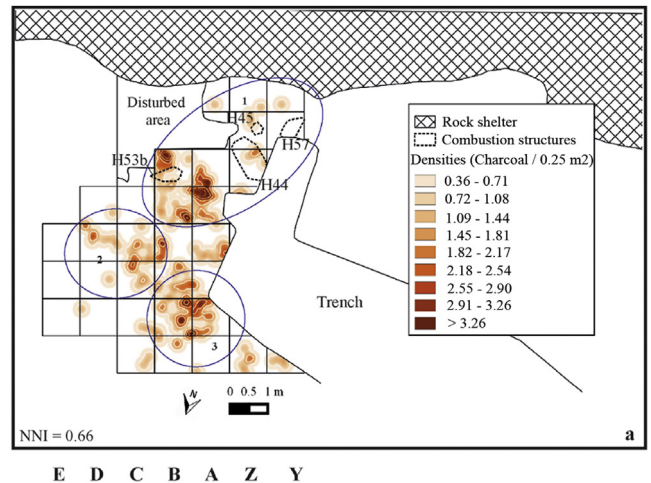 Disturbed
area
1
H45
H57
H53b
H44
2
3
Trench
Rock shelter
Combustion structures
Densities (Charcoal / 0.25 m2)
0.36 - 0.71
0.72 - 1.08
1.09 - 1.44
1.45 - 1.81
1.82 - 2.17
2.18 - 2.54
2.55 - 2.90
2.91 - 3.26
> 3.26
N
0 0.5 1 m
NNI = 0.66
a
E D C B A Z Y